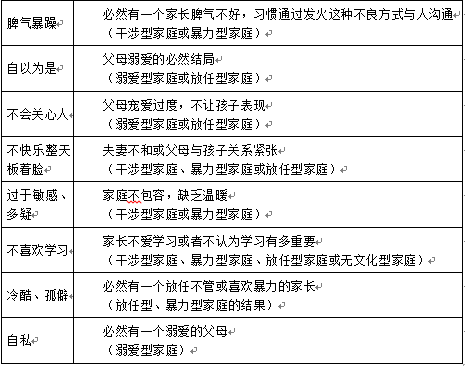 脾气暴躁
必然有一个家长脾气不好，习惯通过发火这种不良方式与人沟通
（干涉型家庭或暴力型家庭）
自以为是
父母溺爱的必然结局
（溺爱型家庭或放任型家庭）
不会关心人
父母宠爱过度，不让孩子表现
（溺爱型家庭或放任型家庭）
不快乐整天
板着脸
夫妻不和或父母与孩子关系紧张
（干涉型家庭、暴力型家庭或放任型家庭）
过于敏感、
多疑
家庭不包容，缺乏温暖
（干涉型家庭或暴力型家庭）
不喜欢学习
家长不爱学习或者不认为学习有多重要
（干涉型家庭、暴力型家庭、放任型家庭或无文化型家庭）
冷酷、孤僻
必然有一个放任不管或喜欢暴力的家长
（放任型、暴力型家庭的结果）
自私
必然有一个溺爱的父母
（溺爱型家庭）